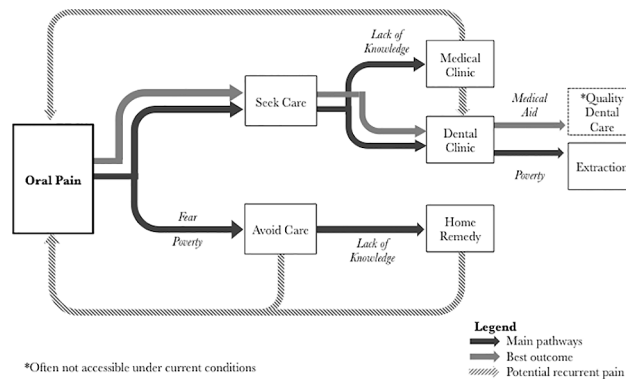 Lack of
Knowledge
Medical
Clinic
Seek Care
Medical
Aid
*Quality
Dental
Care
Dental
Clinic
Oral Pain
Poverty
Extraction
Fear
Poverty
Avoid Care
Lack of
Knowledge
Home
Remedy
Legend
Main pathways
Best outcome
Potential recurrent pain
*Often not accessible under current conditions